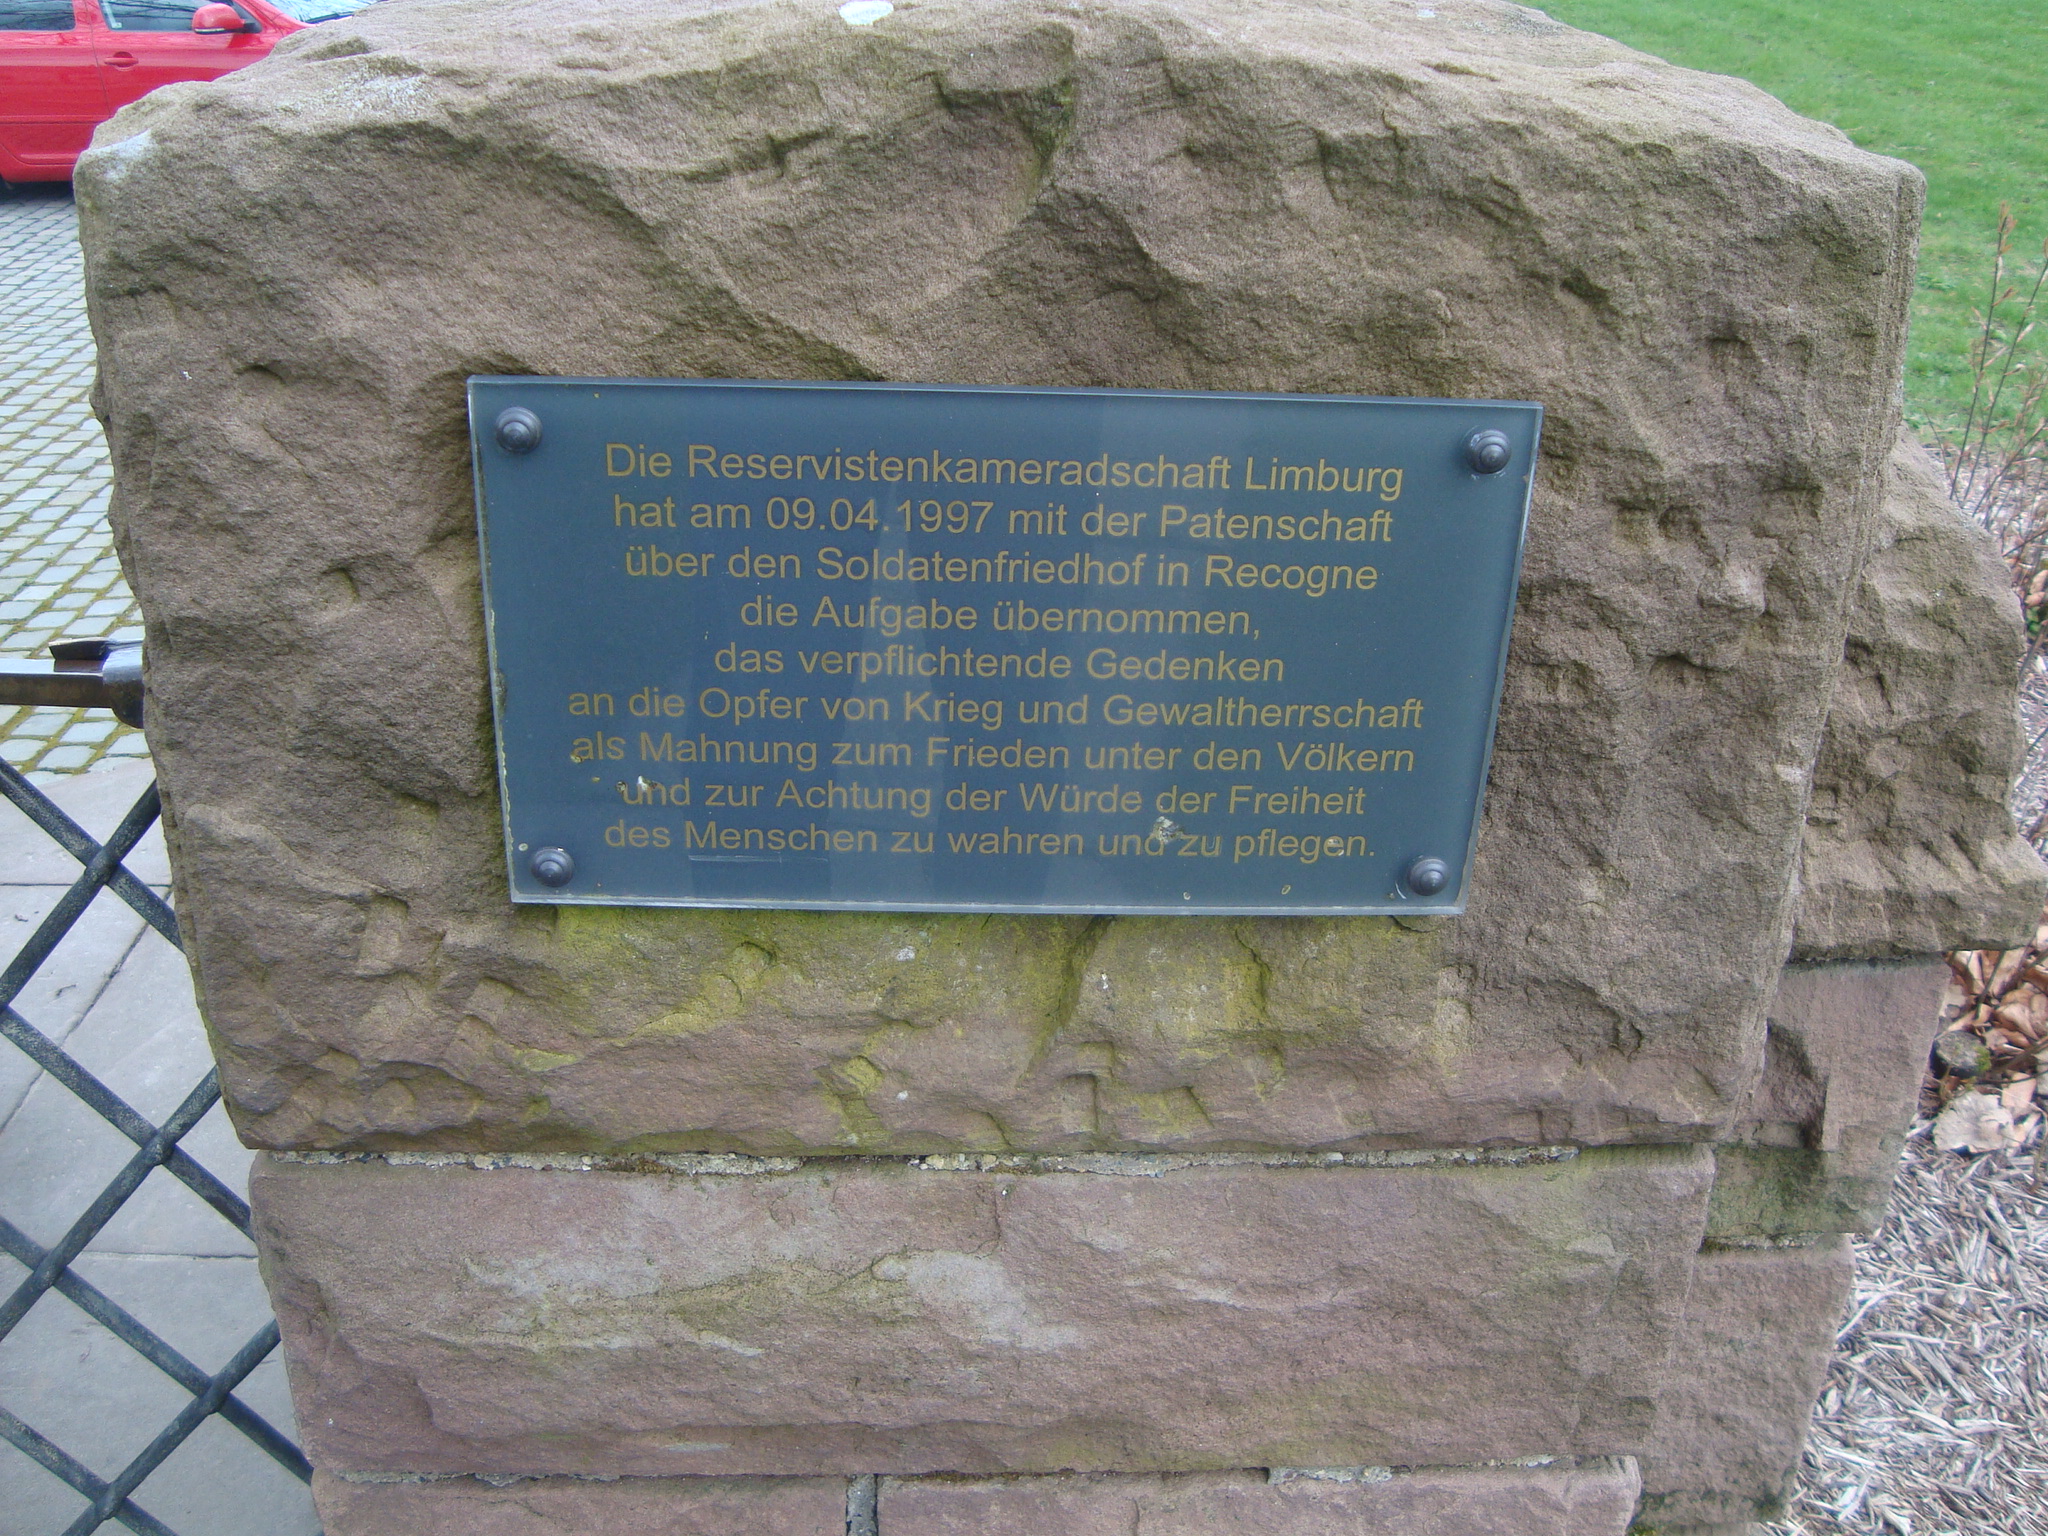 Die Reservistenkameradschaft Limburg
hat am 09.04.1997 mit der Patenschaft
über den Soldatenfriedhof in Recogne
die Aufgabe übernommen,
das verpflichtende Gedenken
an die Opfer von Krieg und Gewaltherrschaft
als Mahnung zum Frieden unter den Völkern
und zur Achtung der Würde der Freiheit
des Menschen zu wahren und zu pflegen.